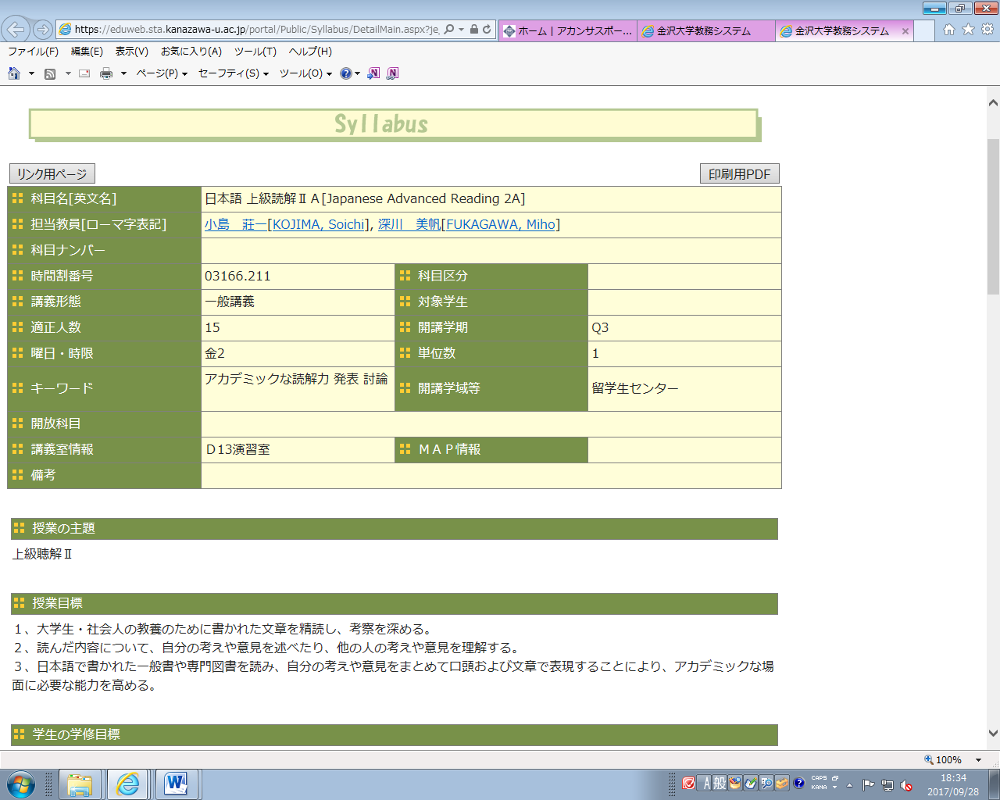 https://eduweb.sta.kanazawa-u.ac.jp/portal/Public/Syllabus/DetailMain.aspx?je_
ホーム | アカンサスポー...
金沢大学教務システム
金沢大学教務システム
ファイル(F) 編集(E) 表示(V) お気に入り(A) ツール(T) ヘルプ(H)
ページ(P) セーフティ(S) ツール(O)
Syllabus
リンク用ページ
印刷用PDF
科目名[英文名] 日本語 上級読解ⅡＡ[Japanese Advanced Reading 2A]
担当教員[ローマ字表記] 小島　荘一[KOJIMA, Soichi], 深川　美帆[FUKAGAWA, Miho]
科目ナンバー
時間割番号 03166.211 科目区分
講義形態 一般講義 対象学生
適正人数 15 開講学期 Q3
曜日・時限 金2 単位数 1
キーワード アカデミックな読解力 発表 討論 開講学域等 留学生センター
開放科目
講義室情報 Ｄ13演習室 ＭＡＰ情報
備考
授業の主題
上級聴解Ⅱ
授業目標
１、大学生・社会人の教養のために書かれた文章を精読し、考察を深める。
２、読んだ内容について、自分の考えや意見を述べたり、他の人の考えや意見を理解する。
３、日本語で書かれた一般書や専門図書を読み、自分の考えや意見をまとめて口頭および文章で表現することにより、アカデミックな場
面に必要な能力を高める。
学生の学修目標
100%
A 般 CAPS KANA
18:34
2017/09/28